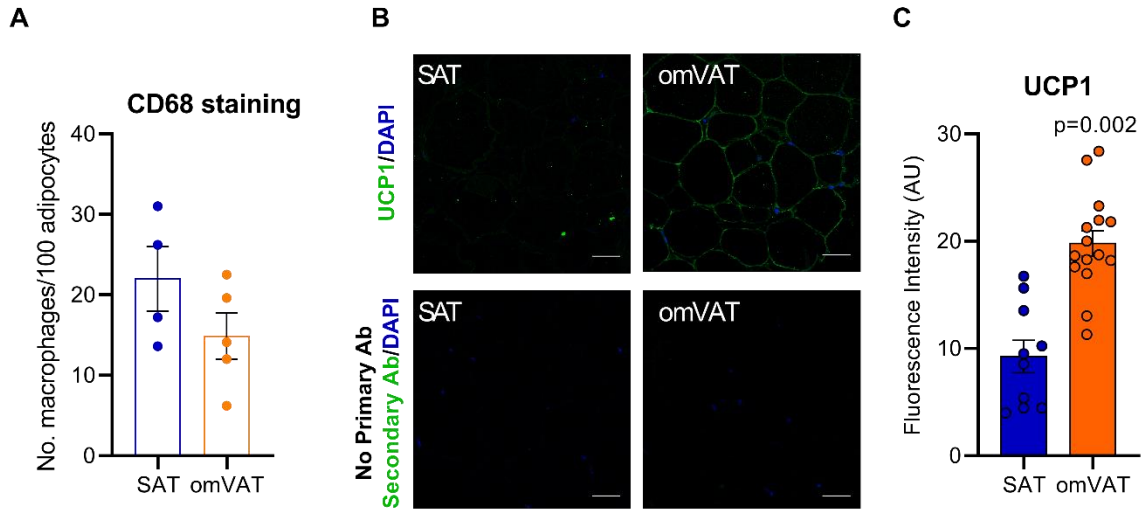 A
CD68 staining
No. macrophages/100 adipocytes
40
30
20
10
0
SAT
omVAT
B
UCP1/DAPI
SAT
omVAT
No Primary Ab
Secondary Ab/DAPI
SAT
omVAT
C
UCP1
p=0.002
Fluorescence Intensity (AU)
30
20
10
0
SAT
omVAT